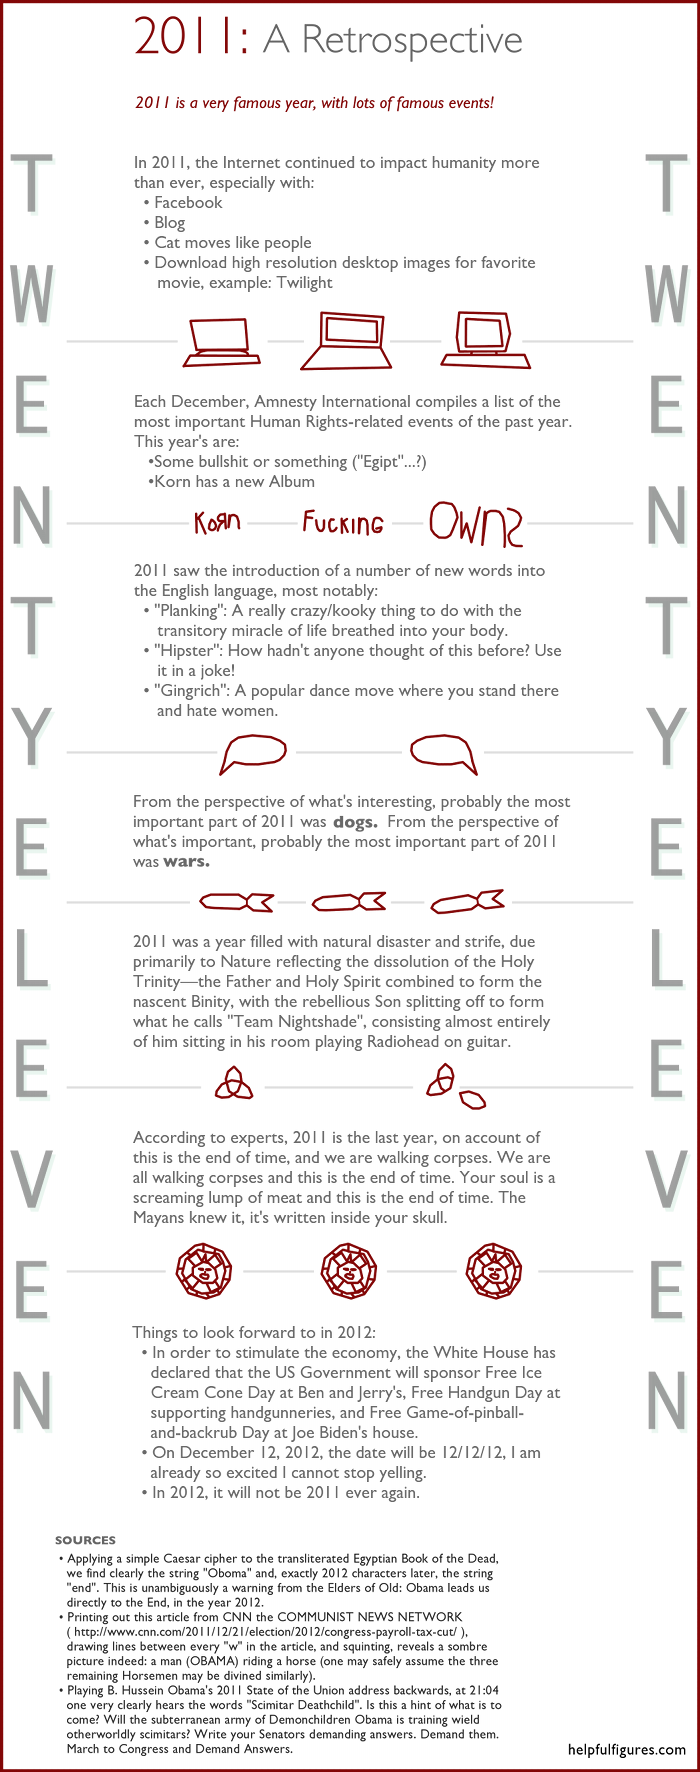 2011: A Retrospective
2011 is a very famous year, with lots of famous events!
TWENTYELEVEN
TWENTYELEVEN
In 2011, the Internet continued to impact humanity more
than ever, especially with:
• Facebook
• Blog
• Cat moves like people
• Download high resolution desktop images for favorite
movie, example: Twilight
Each December, Amnesty International compiles a list of the
most important Human Rights-related events of the past year.
This year's are:
•Some bullshit or something ("Egipt"...?)
•Korn has a new Album
KoЯn FUCKING OWNS
2011 saw the introduction of a number of new words into
the English language, most notably:
• "Planking": A really crazy/kooky thing to do with the
transitory miracle of life breathed into your body.
• "Hipster": How hadn't anyone thought of this before? Use
it in a joke!
• "Gingrich": A popular dance move where you stand there
and hate women.
From the perspective of what's interesting, probably the most
important part of 2011 was dogs. From the perspective of
what's important, probably the most important part of 2011
was wars.
2011 was a year filled with natural disaster and strife, due
primarily to Nature reflecting the dissolution of the Holy
Trinity—the Father and Holy Spirit combined to form the
nascent Binity, with the rebellious Son splitting off to form
what he calls "Team Nightshade", consisting almost entirely
of him sitting in his room playing Radiohead on guitar.
According to experts, 2011 is the last year, on account of
this is the end of time, and we are walking corpses. We are
all walking corpses and this is the end of time. Your soul is a
screaming lump of meat and this is the end of time. The
Mayans knew it, it's written inside your skull.
Things to look forward to in 2012:
• In order to stimulate the economy, the White House has
declared that the US Government will sponsor Free Ice
Cream Cone Day at Ben and Jerry's, Free Handgun Day at
supporting handgunneries, and Free Game-of-pinball-
and-backrub Day at Joe Biden's house.
• On December 12, 2012, the date will be 12/12/12, I am
already so excited I cannot stop yelling.
• In 2012, it will not be 2011 ever again.
SOURCES
• Applying a simple Caesar cipher to the transliterated Egyptian Book of the Dead,
we find clearly the string "Oboma" and, exactly 2012 characters later, the string
"end". This is unambiguously a warning from the Elders of Old: Obama leads us
directly to the End, in the year 2012.
• Printing out this article from CNN the COMMUNIST NEWS NETWORK
( http://www.cnn.com/2011/12/21/election/2012/congress-payroll-tax-cut/ ),
drawing lines between every "w" in the article, and squinting, reveals a sombre
picture indeed: a man (OBAMA) riding a horse (one may safely assume the three
remaining Horsemen may be divined similarly).
• Playing B. Hussein Obama's 2011 State of the Union address backwards, at 21:04
one very clearly hears the words "Scimitar Deathchild". Is this a hint of what is to
come? Will the subterranean army of Demonchildren Obama is training wield
otherworldly scimitars? Write your Senators demanding answers. Demand them.
March to Congress and Demand Answers.
helpfulfigures.com